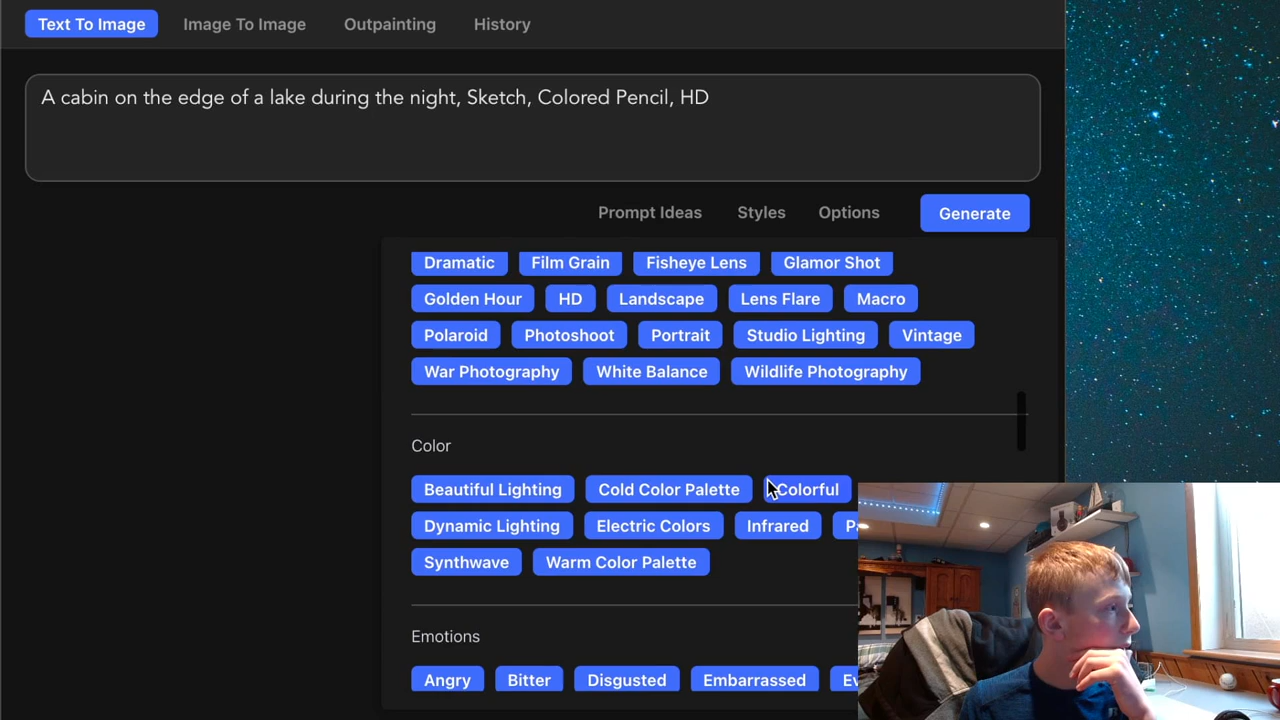 Text To Image Image To Image Outpainting History
A cabin on the edge of a lake during the night, Sketch, Colored Pencil, HD
Prompt Ideas Styles Options Generate
Dramatic Film Grain Fisheye Lens Glamor Shot
Golden Hour HD Landscape Lens Flare Macro
Polaroid Photoshoot Portrait Studio Lighting Vintage
War Photography White Balance Wildlife Photography
Color
Beautiful Lighting Cold Color Palette Colorful
Dynamic Lighting Electric Colors Infrared
Synthwave Warm Color Palette
Emotions
Angry Bitter Disgusted Embarrassed